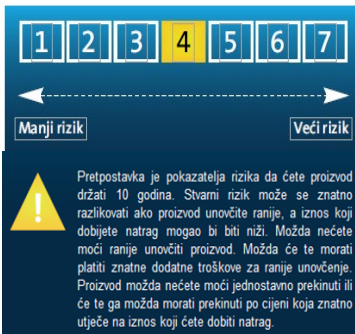 1 2 3 4 5 6 7
Manji rizik Veći rizik
!
Pretpostavka je pokazatelja rizika da ćete proizvod
držati 10 godina. Stvarni rizik može se znatno
razlikovati ako proizvod unovčite ranije, a iznos koji
dobijete natrag mogao bi biti niži. Možda nećete
moći ranije unovčiti proizvod. Možda će te morati
platiti znatne dodatne troškove za ranije unovčenje.
Proizvod možda nećete moći jednostavno prekinuti ili
će te ga možda morati prekinuti po cijeni koja znatno
utječe na iznos koji ćete dobiti natrag.